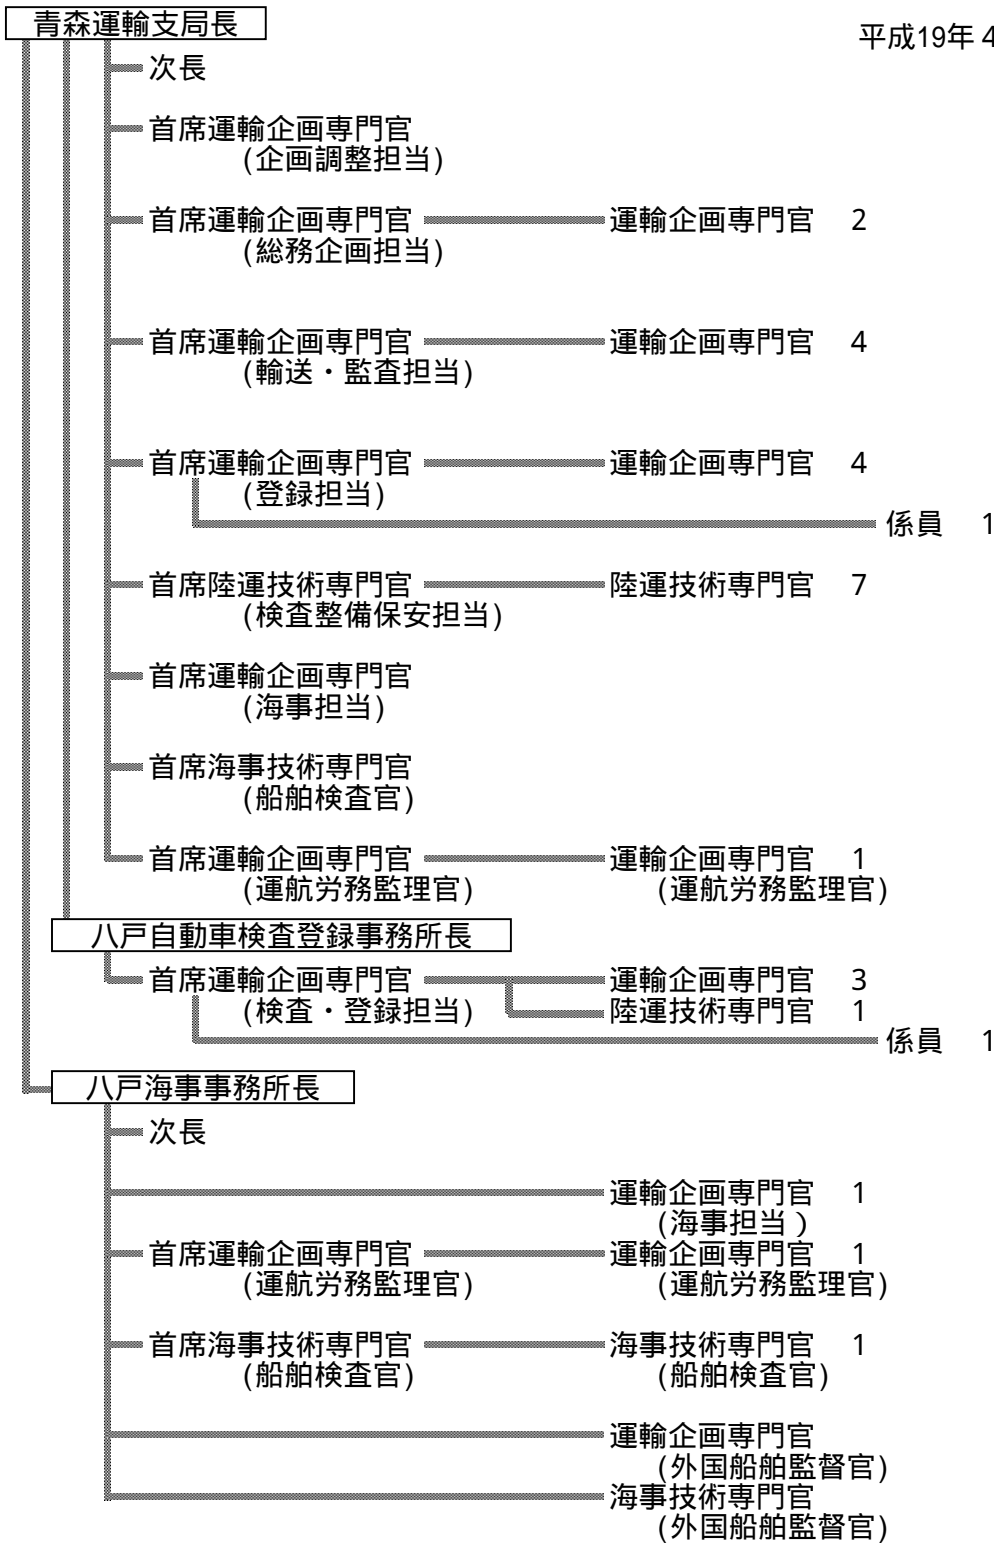 青森運輸支局長
平成19年 4
次長
首席運輸企画専門官
(企画調整担当)
首席運輸企画専門官 運輸企画専門官 2
(総務企画担当)
首席運輸企画専門官 運輸企画専門官 4
(輸送・監査担当)
首席運輸企画専門官 運輸企画専門官 4
(登録担当)
係員 1
首席陸運技術専門官 陸運技術専門官 7
(検査整備保安担当)
首席運輸企画専門官
(海事担当)
首席海事技術専門官
(船舶検査官)
首席運輸企画専門官 運輸企画専門官 1
(運航労務監理官) (運航労務監理官)
八戸自動車検査登録事務所長
首席運輸企画専門官 運輸企画専門官 3
(検査・登録担当) 陸運技術専門官 1
係員 1
八戸海事事務所長
次長
運輸企画専門官 1
(海事担当)
首席運輸企画専門官 運輸企画専門官 1
(運航労務監理官) (運航労務監理官)
首席海事技術専門官 海事技術専門官 1
(船舶検査官) (船舶検査官)
運輸企画専門官
(外国船舶監督官)
海事技術専門官
(外国船舶監督官)